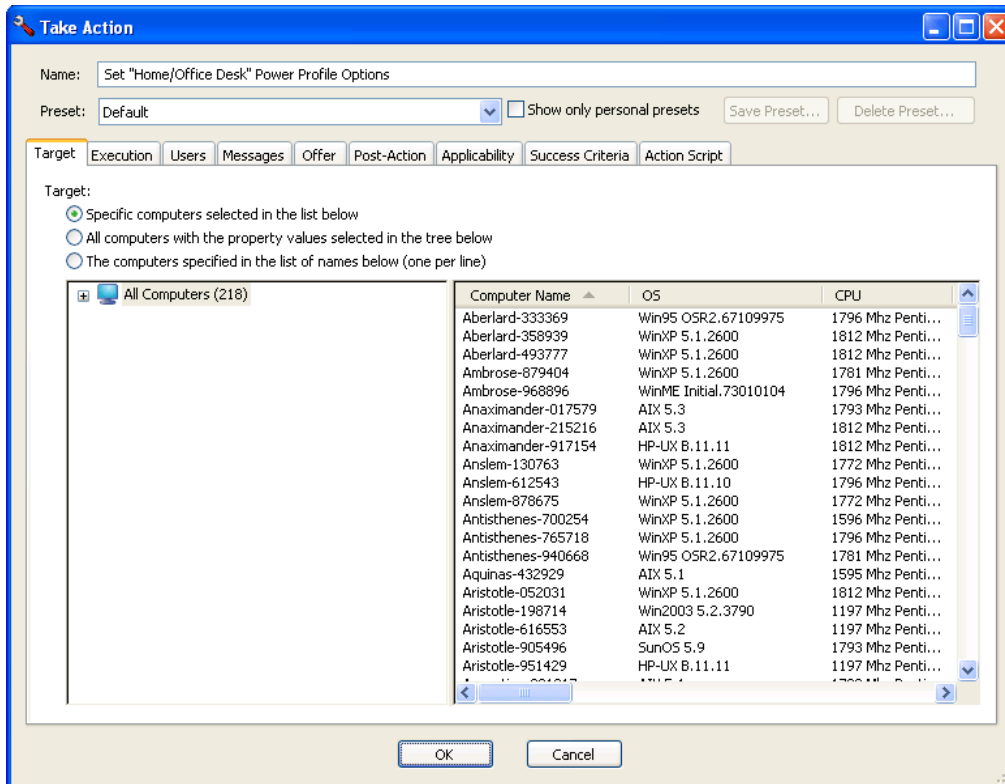 Take Action
Name: Set "Home/Office Desk" Power Profile Options
Preset: Default Show only personal presets Save Preset... Delete Preset...
Target Execution Users Messages Offer Post-Action Applicability Success Criteria Action Script
Target:
Specific computers selected in the list below
All computers with the property values selected in the tree below
The computers specified in the list of names below (one per line)
All Computers (218)
Computer Name OS CPU
Aberlard-333369 Win95 OSR2.67109975 1796 Mhz Penti...
Aberlard-358939 WinXP 5.1.2600 1812 Mhz Penti...
Aberlard-493777 WinXP 5.1.2600 1812 Mhz Penti...
Ambrose-879404 WinXP 5.1.2600 1781 Mhz Penti...
Ambrose-968896 WinME Initial.73010104 1796 Mhz Penti...
Anaximander-017579 AIX 5.3 1793 Mhz Penti...
Anaximander-215216 AIX 5.3 1812 Mhz Penti...
Anaximander-917154 HP-UX B.11.11 1812 Mhz Penti...
Anslem-130763 WinXP 5.1.2600 1772 Mhz Penti...
Anslem-612543 HP-UX B.11.10 1796 Mhz Penti...
Anslem-878675 WinXP 5.1.2600 1772 Mhz Penti...
Antisthenes-700254 WinXP 5.1.2600 1596 Mhz Penti...
Antisthenes-765718 WinXP 5.1.2600 1796 Mhz Penti...
Antisthenes-940668 Win95 OSR2.67109975 1781 Mhz Penti...
Aquinas-432929 AIX 5.1 1595 Mhz Penti...
Aristotle-052031 WinXP 5.1.2600 1812 Mhz Penti...
Aristotle-198714 Win2003 5.2.3790 1197 Mhz Penti...
Aristotle-616553 AIX 5.2 1197 Mhz Penti...
Aristotle-905496 SunOS 5.9 1793 Mhz Penti...
Aristotle-951429 HP-UX B.11.11 1197 Mhz Penti...
OK Cancel